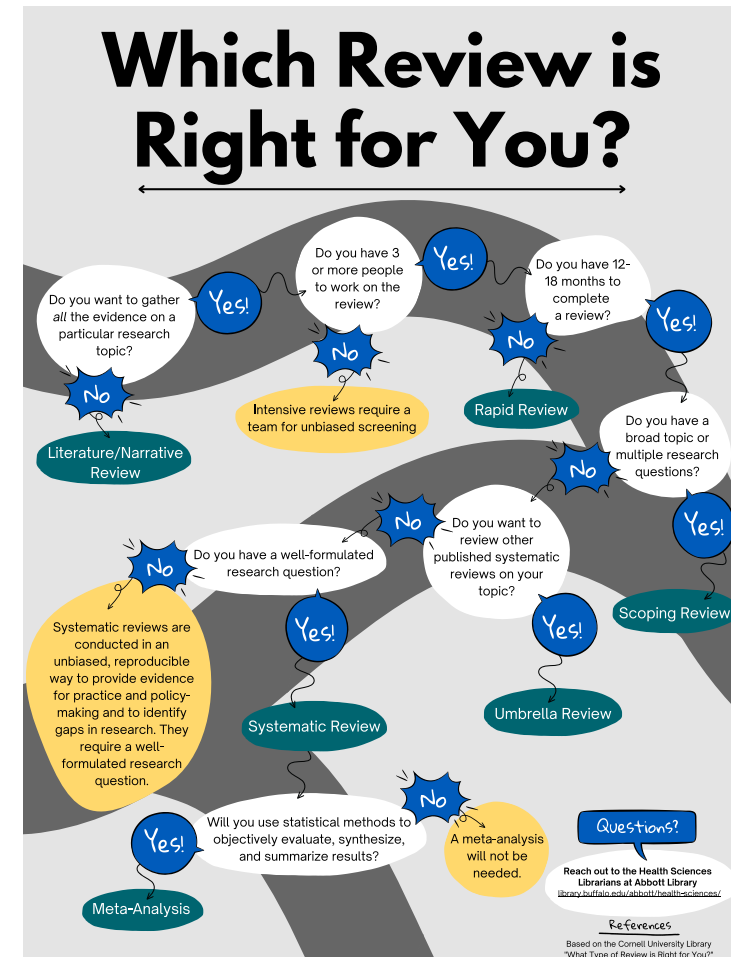 Which Review is
Right for You?
Do you want to gather
all the evidence on a
particular research
topic?
Yes!
No
Literature/Narrative
Review
Do you have 3
or more people
to work on the
review?
Yes!
No
Intensive reviews require a
team for unbiased screening
Do you have 12-
18 months to
complete
a review?
Yes!
No
Rapid Review
Do you have a
broad topic or
multiple research
questions?
Yes!
Scoping Review
No
Do you want to
review other
published systematic
reviews on your
topic?
Yes!
Umbrella Review
No
Do you have a well-formulated
research question?
No
Systematic reviews are
conducted in an
unbiased, reproducible
way to provide evidence
for practice and policy-
making and to identify
gaps in research. They
require a well-
formulated research
question.
Yes!
Systematic Review
Will you use statistical methods to
objectively evaluate, synthesize,
and summarize results?
Yes!
Meta-Analysis
No
A meta-analysis
will not be
needed.
Questions?
Reach out to the Health Sciences
Librarians at Abbott Library
library.buffalo.edu/abbott/health-sciences/
References
Based on the Cornell University Library
"What Type of Review is Right for You?"